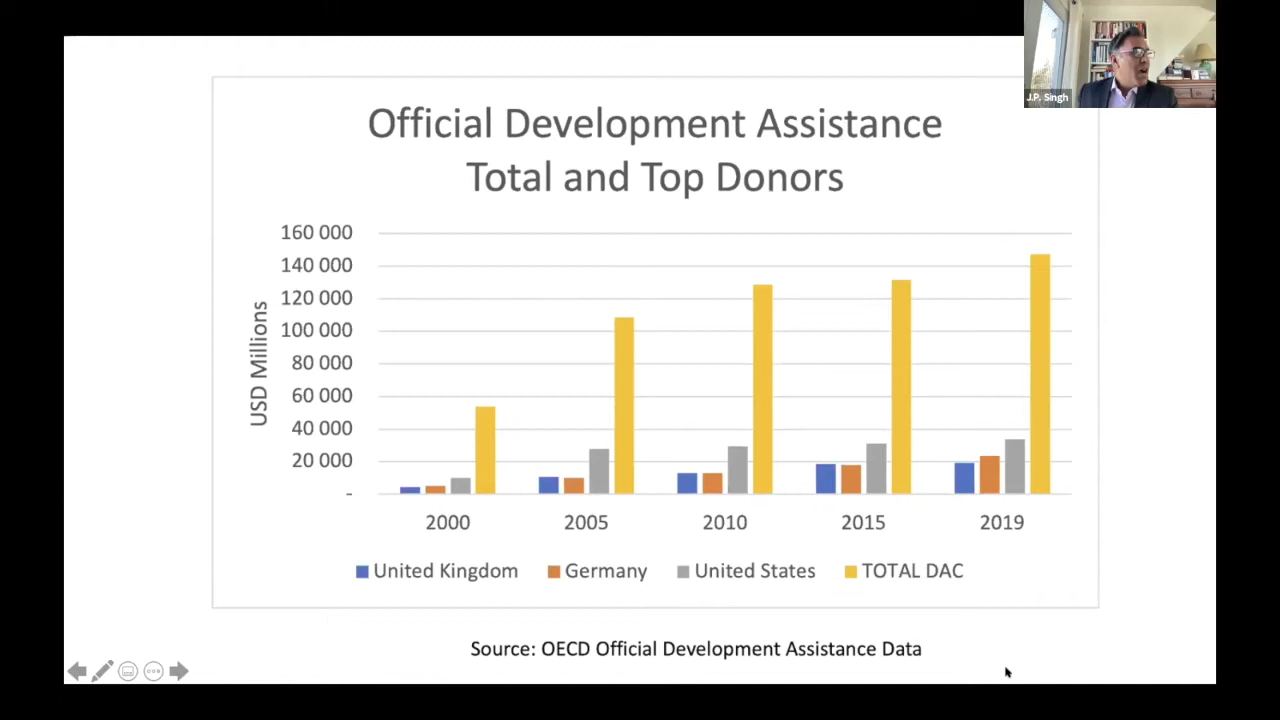 J.P. Singh
Official Development Assistance
Total and Top Donors
USD Millions
160 000
140 000
120 000
100 000
80 000
60 000
40 000
20 000
-
2000 2005 2010 2015 2019
United Kingdom Germany United States TOTAL DAC
Source: OECD Official Development Assistance Data